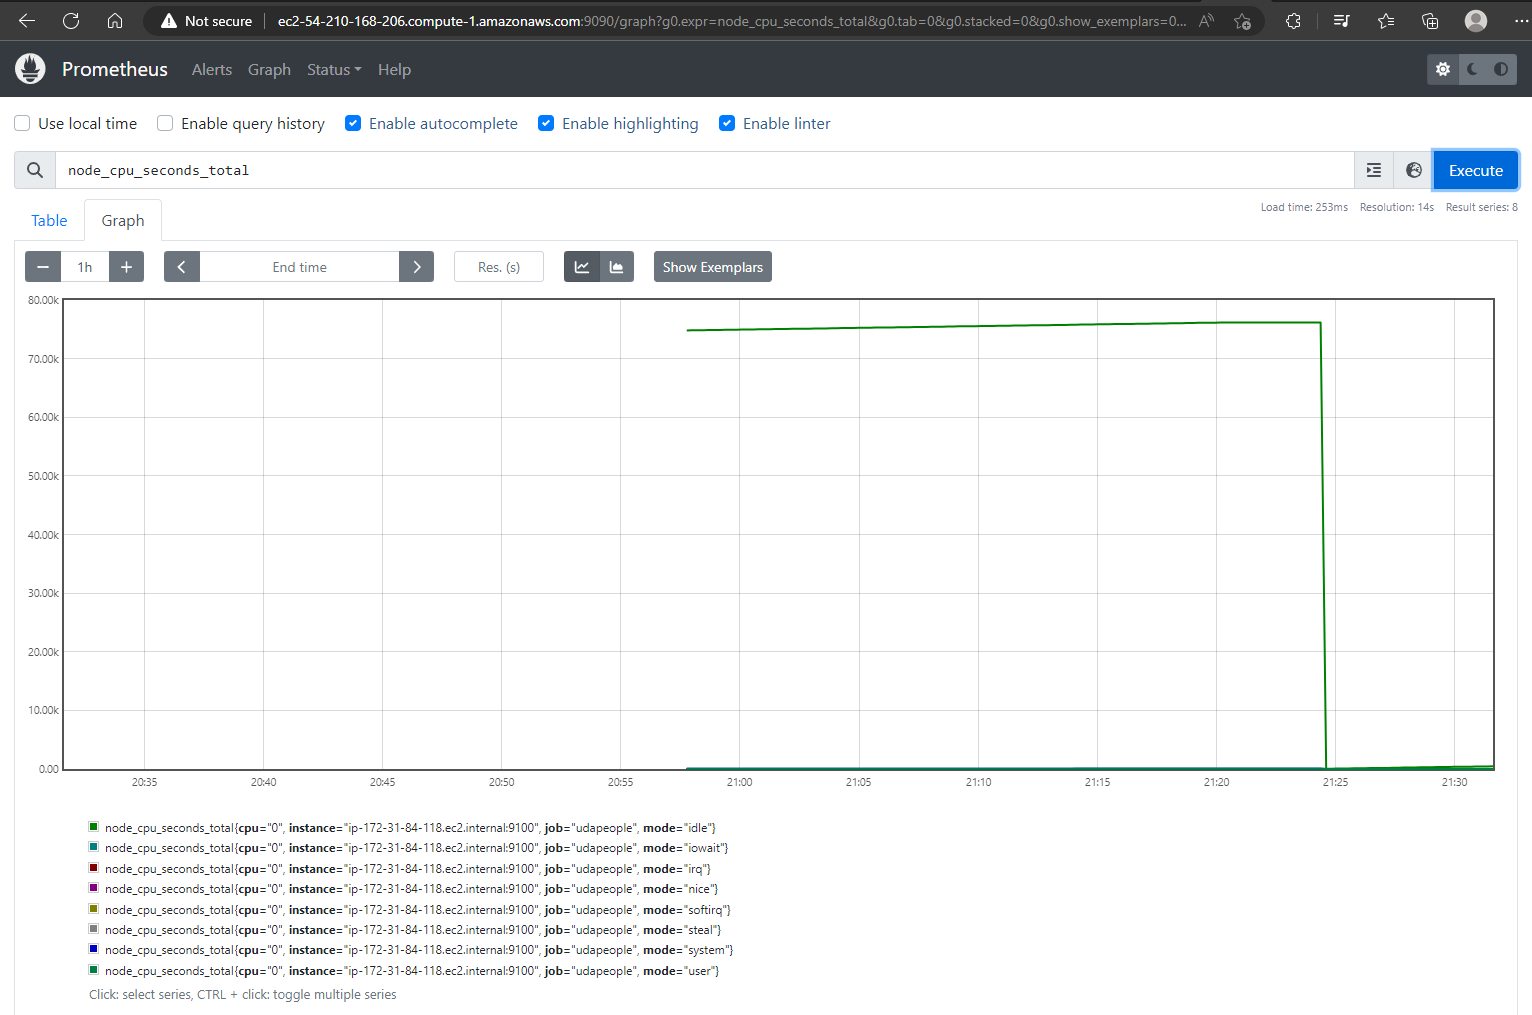 Not secure ec2-54-210-168-206.compute-1.amazonaws.com:9090/graph?g0.expr=node_cpu_seconds_total&g0.tab=0&g0.stacked=0&g0.show_exemplars=0...
Prometheus Alerts Graph Status Help
Use local time Enable query history Enable autocomplete Enable highlighting Enable linter
node_cpu_seconds_total Execute
Load time: 253ms Resolution: 14s Result series: 8
Table Graph
1h End time Res. (s) Show Exemplars
80.00k
70.00k
60.00k
50.00k
40.00k
30.00k
20.00k
10.00k
0.00
20:35 20:40 20:45 20:50 20:55 21:00 21:05 21:10 21:15 21:20 21:25 21:30
node_cpu_seconds_total{cpu="0", instance="ip-172-31-84-118.ec2.internal:9100", job="udapeople", mode="idle"}
node_cpu_seconds_total{cpu="0", instance="ip-172-31-84-118.ec2.internal:9100", job="udapeople", mode="iowait"}
node_cpu_seconds_total{cpu="0", instance="ip-172-31-84-118.ec2.internal:9100", job="udapeople", mode="irq"}
node_cpu_seconds_total{cpu="0", instance="ip-172-31-84-118.ec2.internal:9100", job="udapeople", mode="nice"}
node_cpu_seconds_total{cpu="0", instance="ip-172-31-84-118.ec2.internal:9100", job="udapeople", mode="softirq"}
node_cpu_seconds_total{cpu="0", instance="ip-172-31-84-118.ec2.internal:9100", job="udapeople", mode="steal"}
node_cpu_seconds_total{cpu="0", instance="ip-172-31-84-118.ec2.internal:9100", job="udapeople", mode="system"}
node_cpu_seconds_total{cpu="0", instance="ip-172-31-84-118.ec2.internal:9100", job="udapeople", mode="user"}
Click: select series, CTRL + click: toggle multiple series